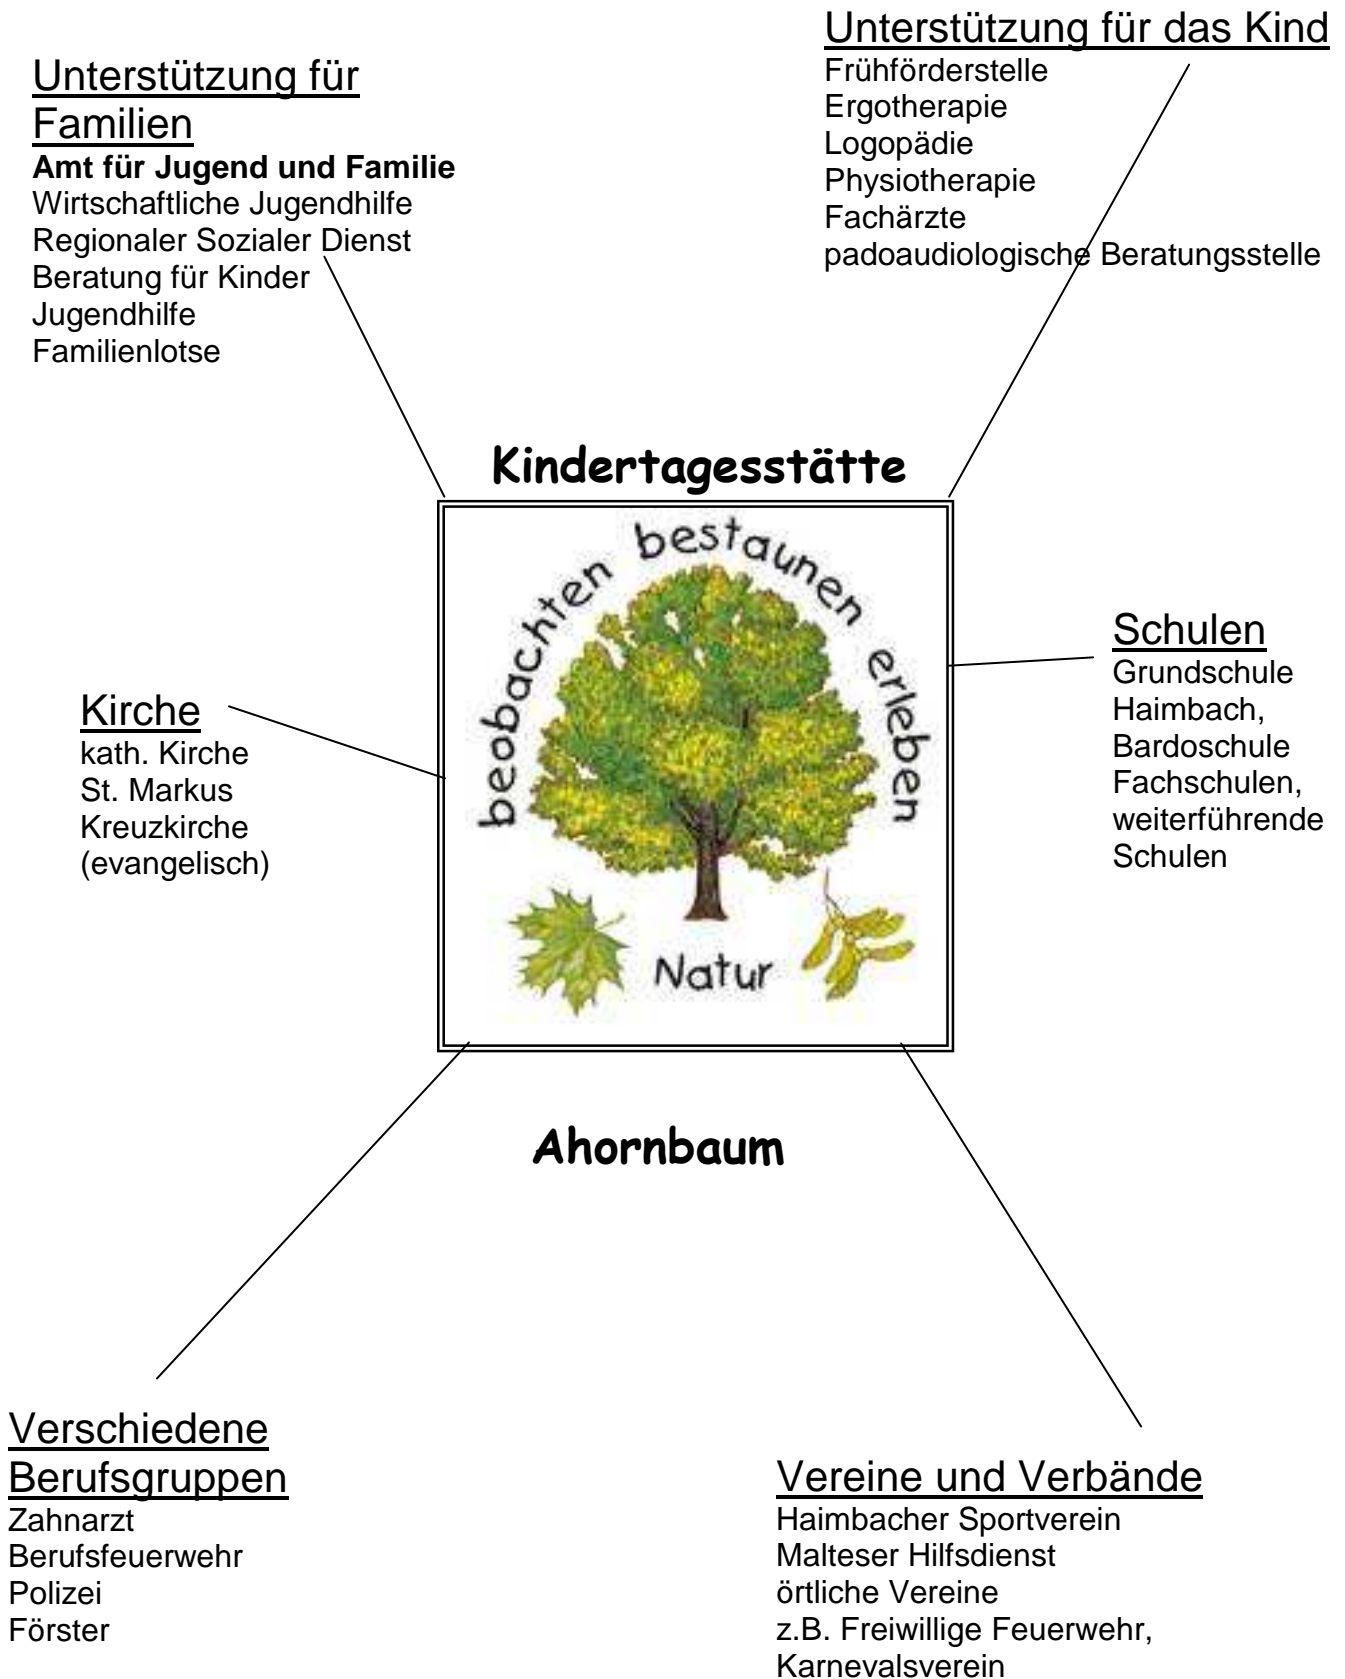 Unterstützung für das Kind
Frühförderstelle
Ergotherapie
Logopädie
Physiotherapie
Fachärzte
padoaudiologische Beratungsstelle
Unterstützung für
Familien
Amt für Jugend und Familie
Wirtschaftliche Jugendhilfe
Regionaler Sozialer Dienst
Beratung für Kinder
Jugendhilfe
Familienlotse
Kindertagesstätte
beobachten bestaunen erleben
Natur
Ahornbaum
Schulen
Grundschule
Haimbach,
Bardoschule
Fachschulen,
weiterführende
Schulen
Kirche
kath. Kirche
St. Markus
Kreuzkirche
(evangelisch)
Verschiedene
Berufsgruppen
Zahnarzt
Berufsfeuerwehr
Polizei
Förster
Vereine und Verbände
Haimbacher Sportverein
Malteser Hilfsdienst
örtliche Vereine
z.B. Freiwillige Feuerwehr,
Karnevalsverein